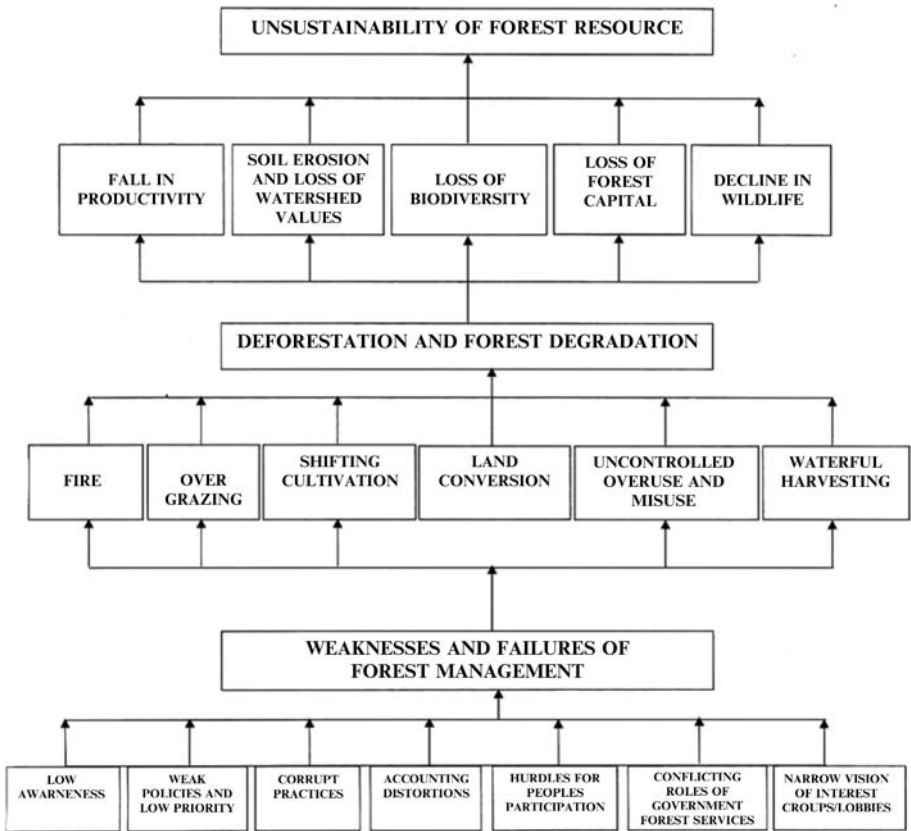 UNSUSTAINABILITY OF FOREST RESOURCE
FALL IN
PRODUCTIVITY
SOIL EROSION
AND LOSS OF
WATERSHED
VALUES
LOSS OF
BIODIVERSITY
LOSS OF
FOREST
CAPITAL
DECLINE IN
WILDLIFE
DEFORESTATION AND FOREST DEGRADATION
FIRE
OVER
GRAZING
SHIFTING
CULTIVATION
LAND
CONVERSION
UNCONTROLLED
OVERUSE AND
MISUSE
WATERFUL
HARVESTING
WEAKNESSES AND FAILURES OF
FOREST MANAGEMENT
LOW
AWARNENESS
WEAK
POLICIES AND
LOW PRIORITY
CORRUPT
PRACTICES
ACCOUNTING
DISTORTIONS
HURDLES FOR
PEOPLES
PARTICIPATION
CONFLICTING
ROLES OF
GOVERNMENT
FOREST SERVICES
NARROW VISION
OF INTEREST
CROUPS/LOBBIES